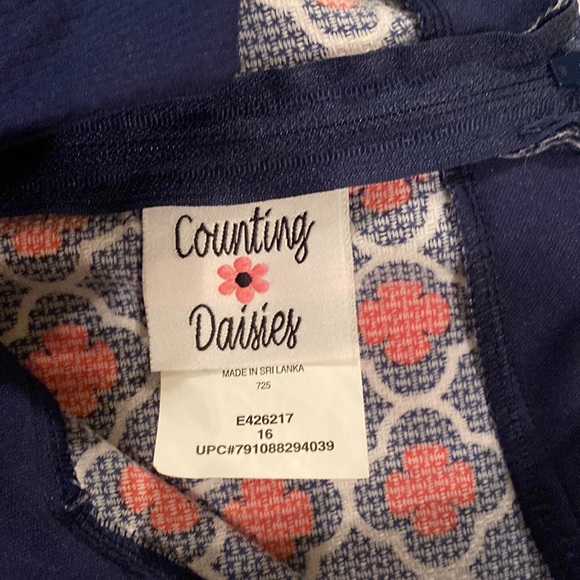 Counting
Daisies
MADE IN SRI LANKA
725
E426217
16
UPC#791088294039